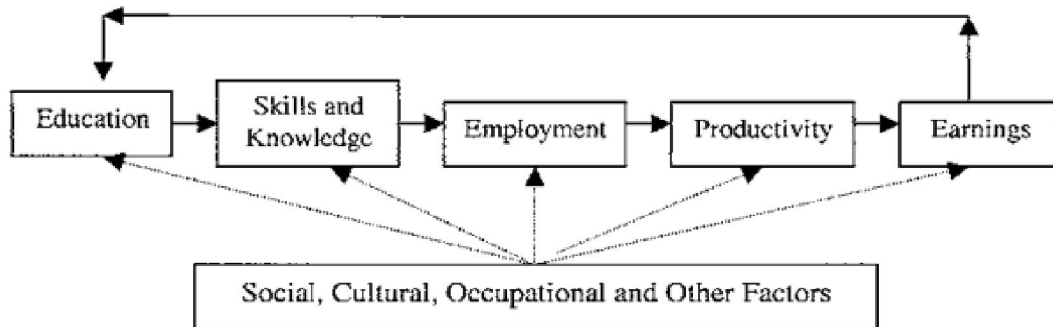 Education
Skills and
Knowledge
Employment
Productivity
Earnings
Social, Cultural, Occupational and Other Factors